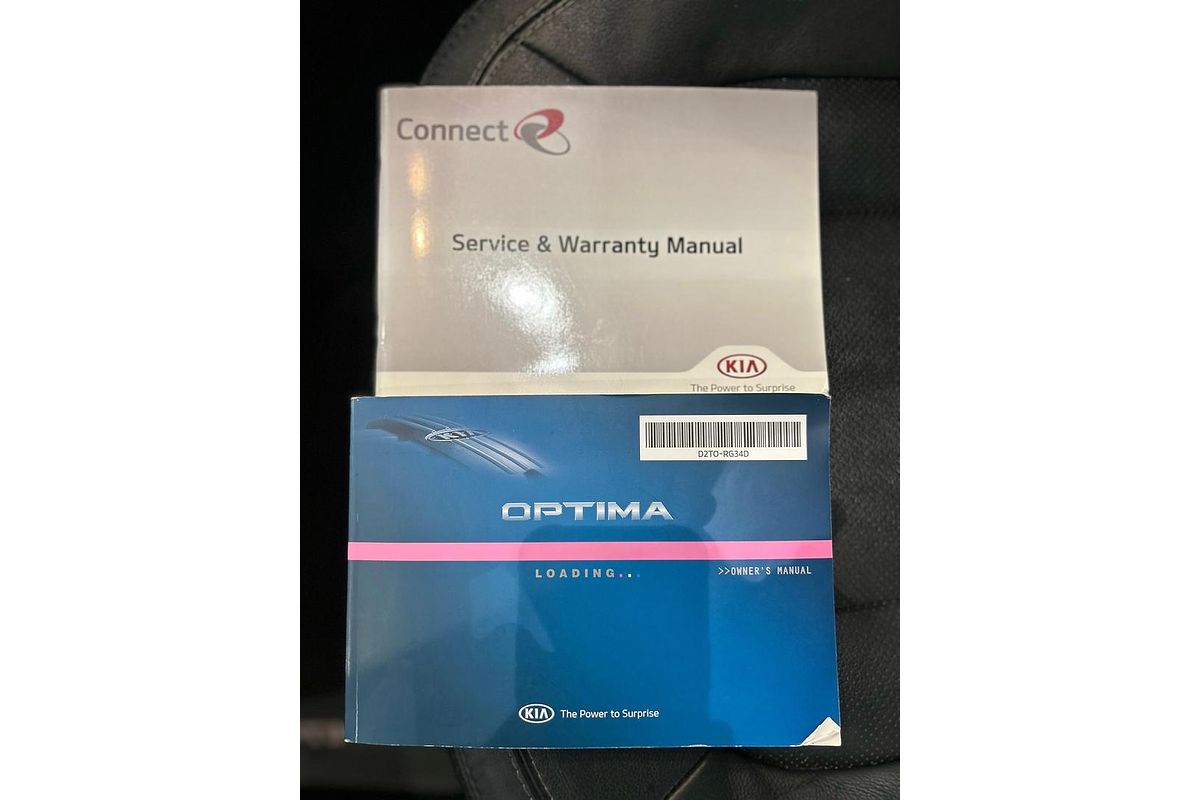 Connect
Service & Warranty Manual
KIA
The Power to Surprise
KIA
D2TO-RG34D
OPTIMA
LOADING...
>>OWNER'S MANUAL
KIA The Power to Surprise